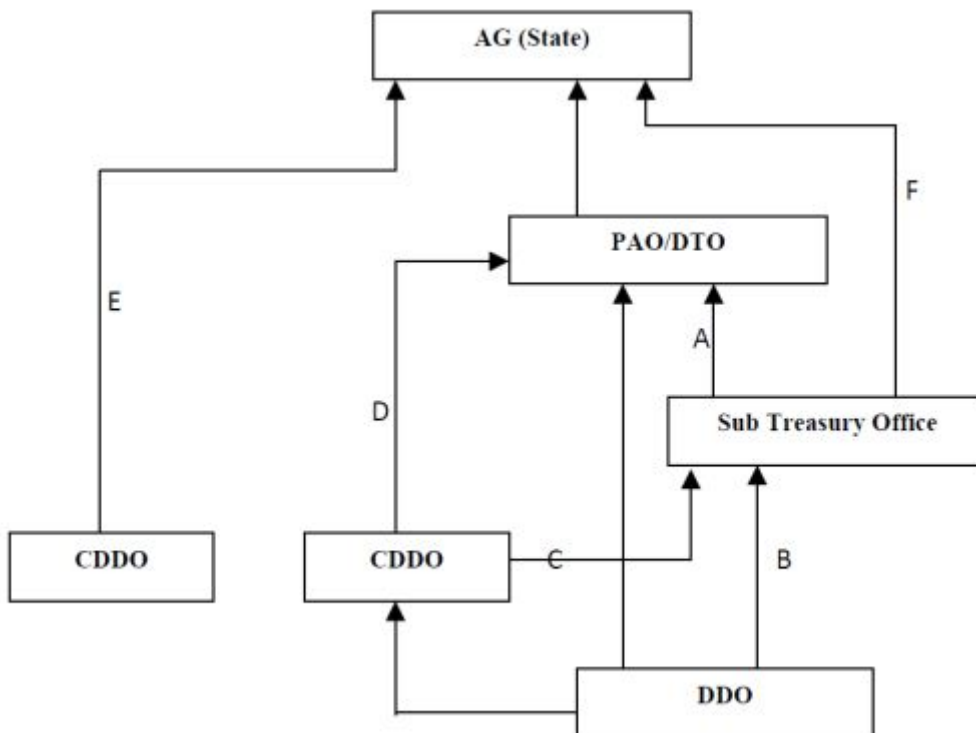 AG (State)
F
PAO/DTO
E
A
D
Sub Treasury Office
CDDO
CDDO
C
B
DDO